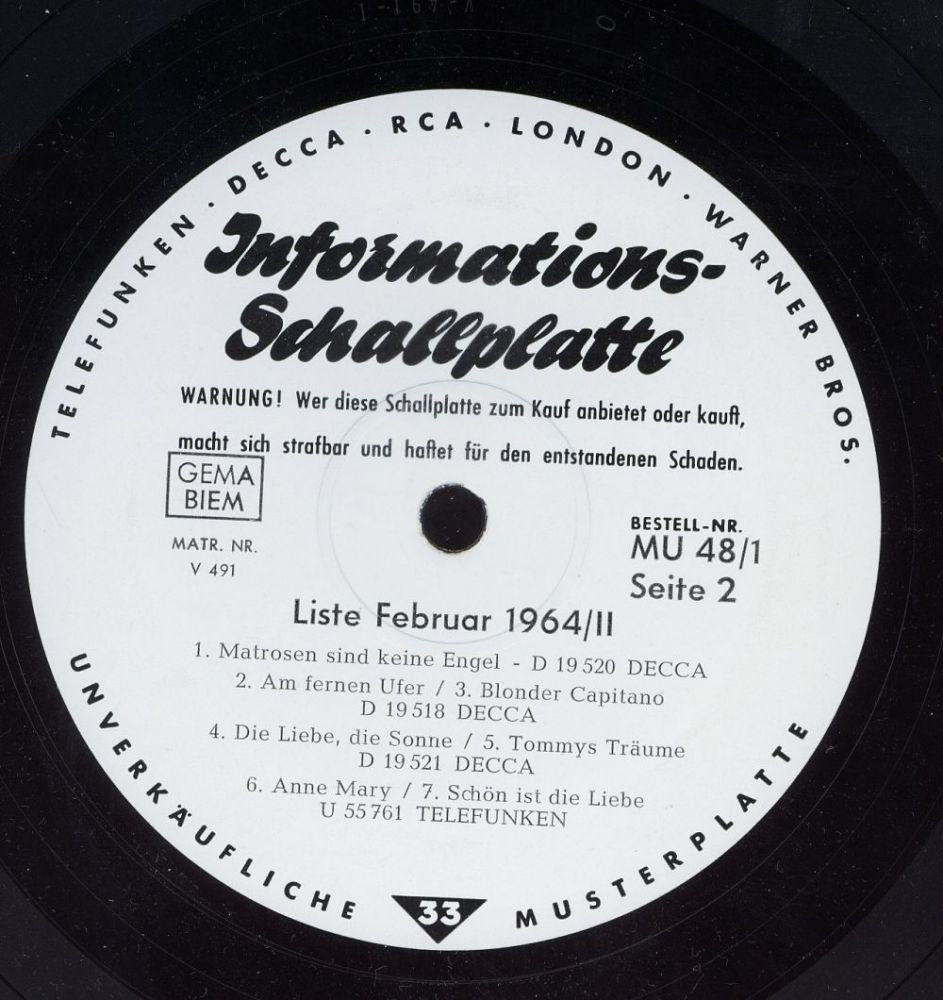 TELEFUNKEN · DECCA · RCA · LONDON · WARNER BROS.
Informations-
Schallplatte
WARNUNG! Wer diese Schallplatte zum Kauf anbietet oder kauft,
macht sich strafbar und haftet für den entstandenen Schaden.
GEMA
BIEM
MATR. NR.
V 491
BESTELL-NR.
MU 48/1
Seite 2
Liste Februar 1964/II
1. Matrosen sind keine Engel - D 19 520 DECCA
2. Am fernen Ufer / 3. Blonder Capitano
D 19 518 DECCA
4. Die Liebe, die Sonne / 5. Tommys Träume
D 19 521 DECCA
6. Anne Mary / 7. Schön ist die Liebe
U 55 761 TELEFUNKEN
UNVERKÄUFLICHE
33
MUSTERPLATTE